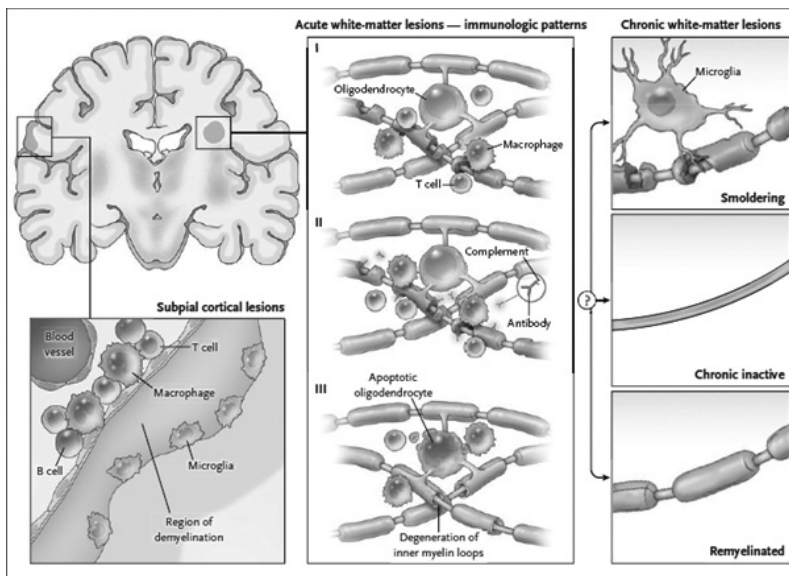 Acute white-matter lesions — immunologic patterns
I
Oligodendrocyte
Macrophage
T cell
II
Complement
Antibody
III
Apoptotic
oligodendrocyte
Degeneration of
inner myelin loops
Chronic white-matter lesions
Microglia
Smoldering
?
Chronic inactive
Remyelinated
Subpial cortical lesions
Blood
vessel
T cell
Macrophage
B cell
Microglia
Region of
demyelination